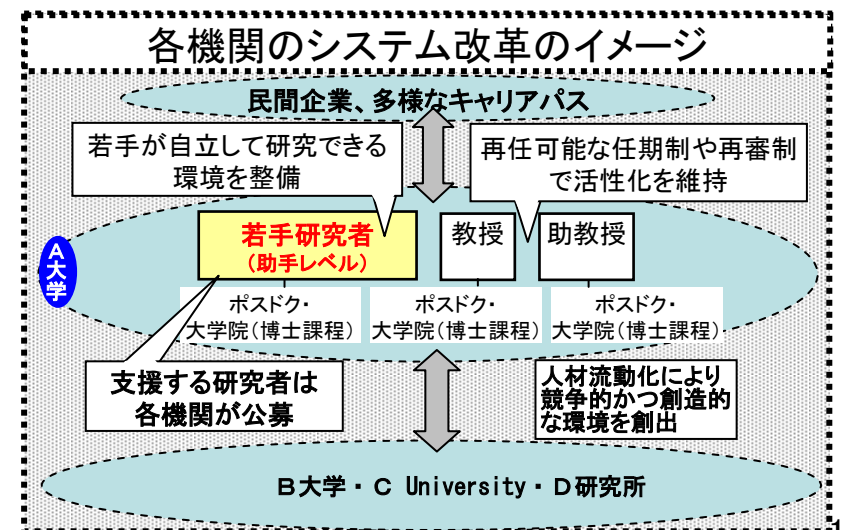 各機関のシステム改革のイメージ
民間企業、多様なキャリアパス
若手が自立して研究できる
環境を整備
再任可能な任期制や再審制
で活性化を維持
A大学
若手研究者
(助手レベル)
教授
助教授
ポスドク・
大学院(博士課程)
ポスドク・
大学院(博士課程)
ポスドク・
大学院(博士課程)
支援する研究者は
各機関が公募
人材流動化により
競争的かつ創造的
な環境を創出
B大学・C University・D研究所
1